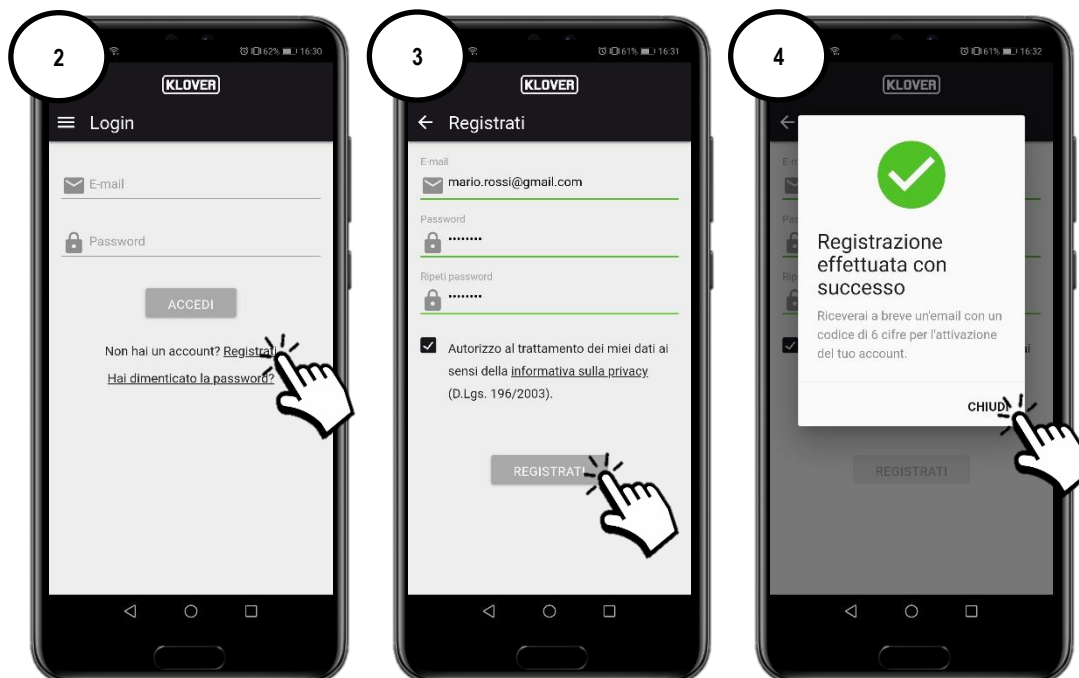 2
62% 16:30
KLOVER
Login
E-mail
Password
ACCEDI
Non hai un account? Registrati
Hai dimenticato la password?
3
61% 16:31
KLOVER
Registrati
E-mail
mario.rossi@gmail.com
Password
••••••••
Ripeti password
••••••••
Autorizzo al trattamento dei miei dati ai
sensi della informativa sulla privacy
(D.Lgs. 196/2003).
REGISTRATI
4
61% 16:32
KLOVER
Registrazione
effettuata con
successo
Riceverai a breve un'email con un
codice di 6 cifre per l'attivazione
del tuo account.
CHIUDI
REGISTRATI